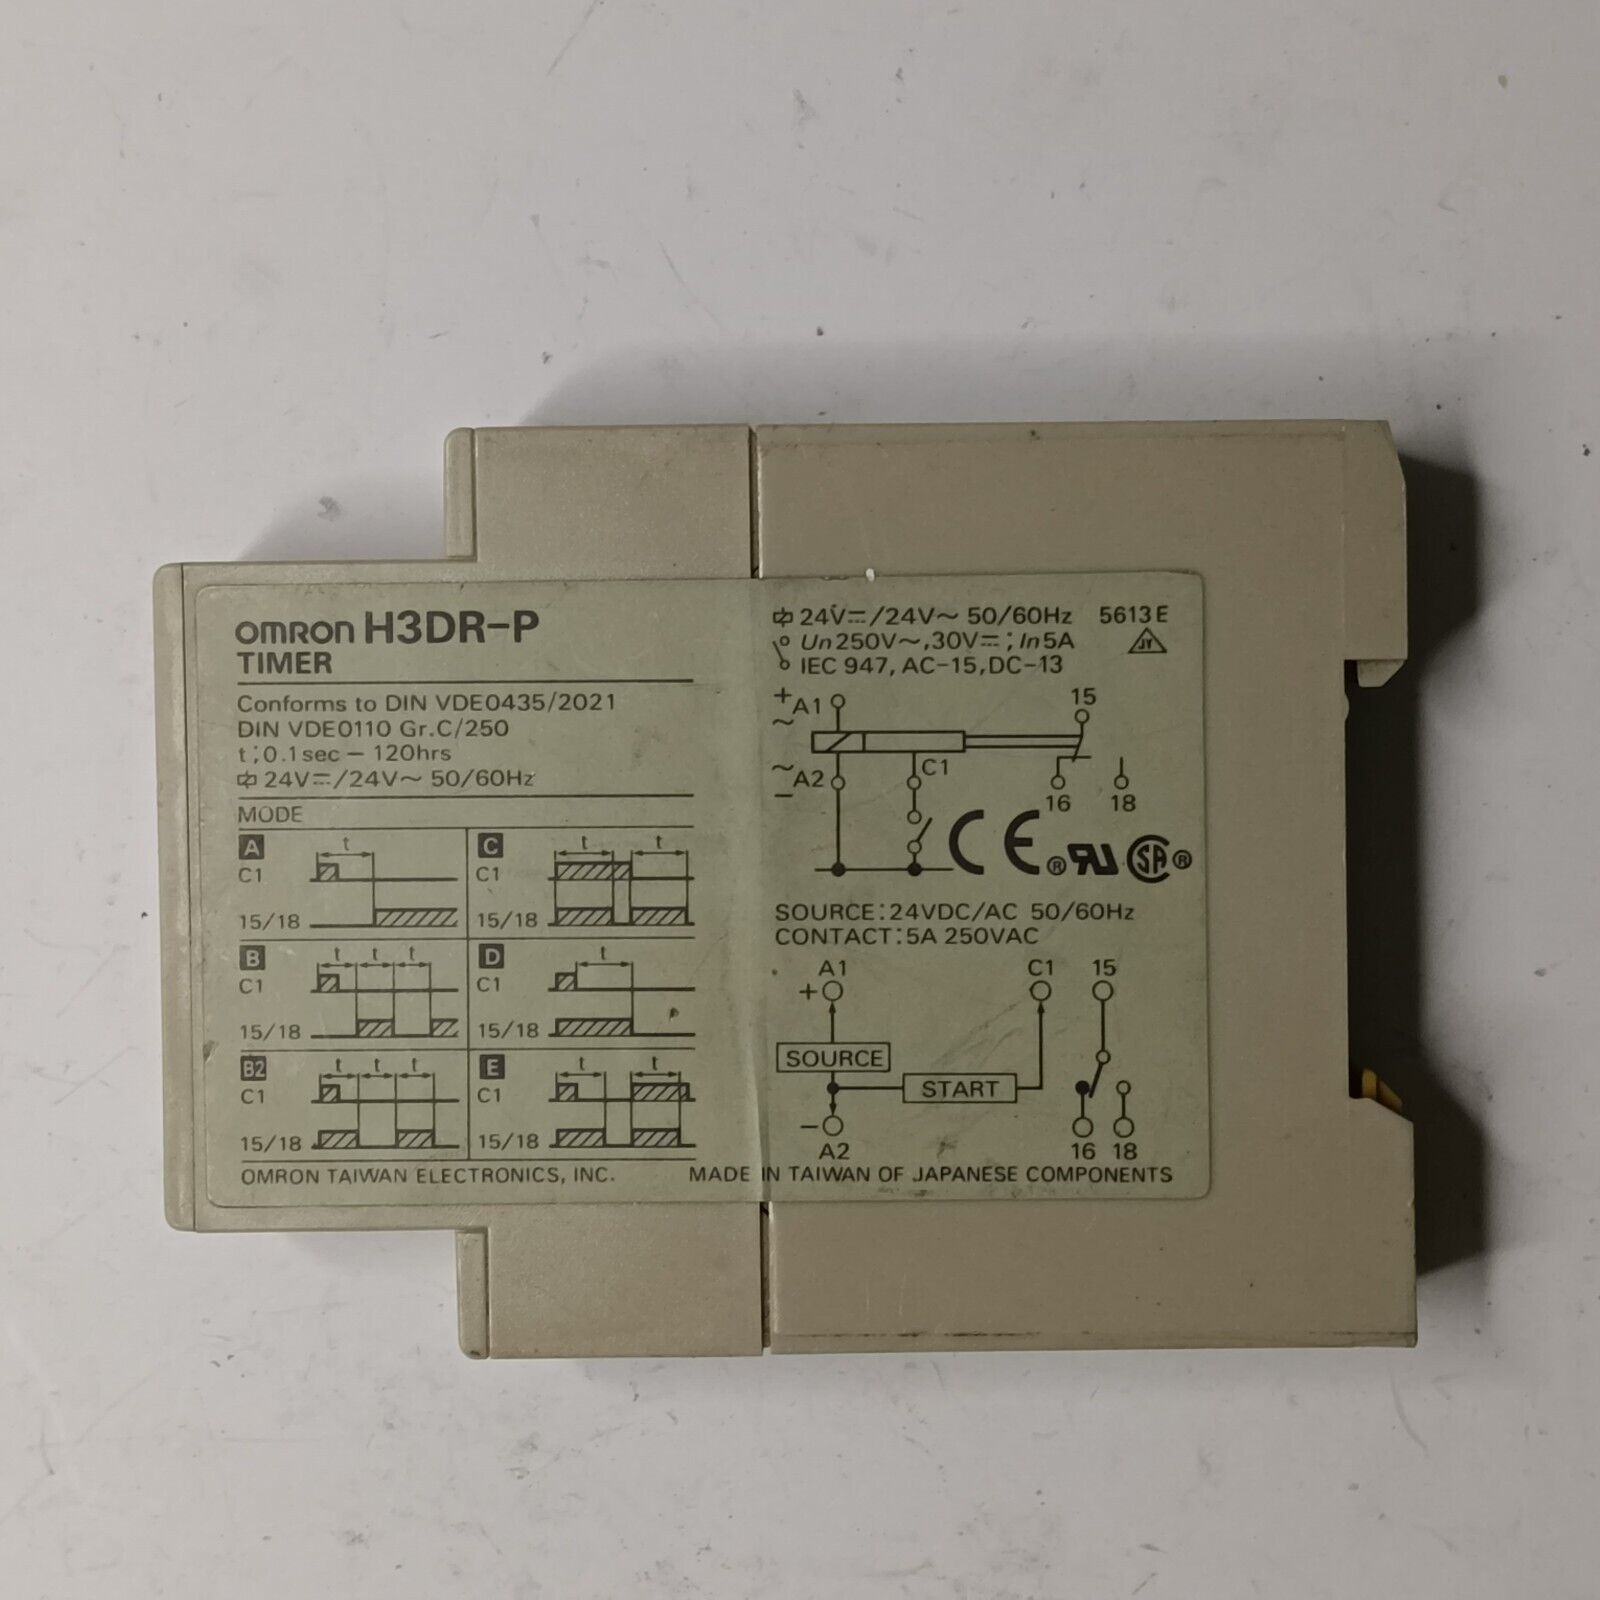 OMRON H3DR-P
TIMER
Conforms to DIN VDE0435/2021
DIN VDE0110 Gr.C/250
t;0.1sec – 120hrs
24V⎓/24V~ 50/60Hz
MODE
A
t
C1
15/18
C
t t
C1
15/18
B
t t t
C1
15/18
D
t
C1
15/18
B2
t t t
C1
15/18
E
t t
C1
15/18
OMRON TAIWAN ELECTRONICS, INC.
24V⎓/24V~ 50/60Hz 5613E
Un250V~,30V⎓; In5A
JY
IEC 947, AC-15,DC-13
+ A1 15
~
~ A2 C1
–
16 18
CE ® RU SA ®
SOURCE:24VDC/AC 50/60Hz
CONTACT:5A 250VAC
A1 C1 15
+
SOURCE
START
–
A2 16 18
MADE IN TAIWAN OF JAPANESE COMPONENTS